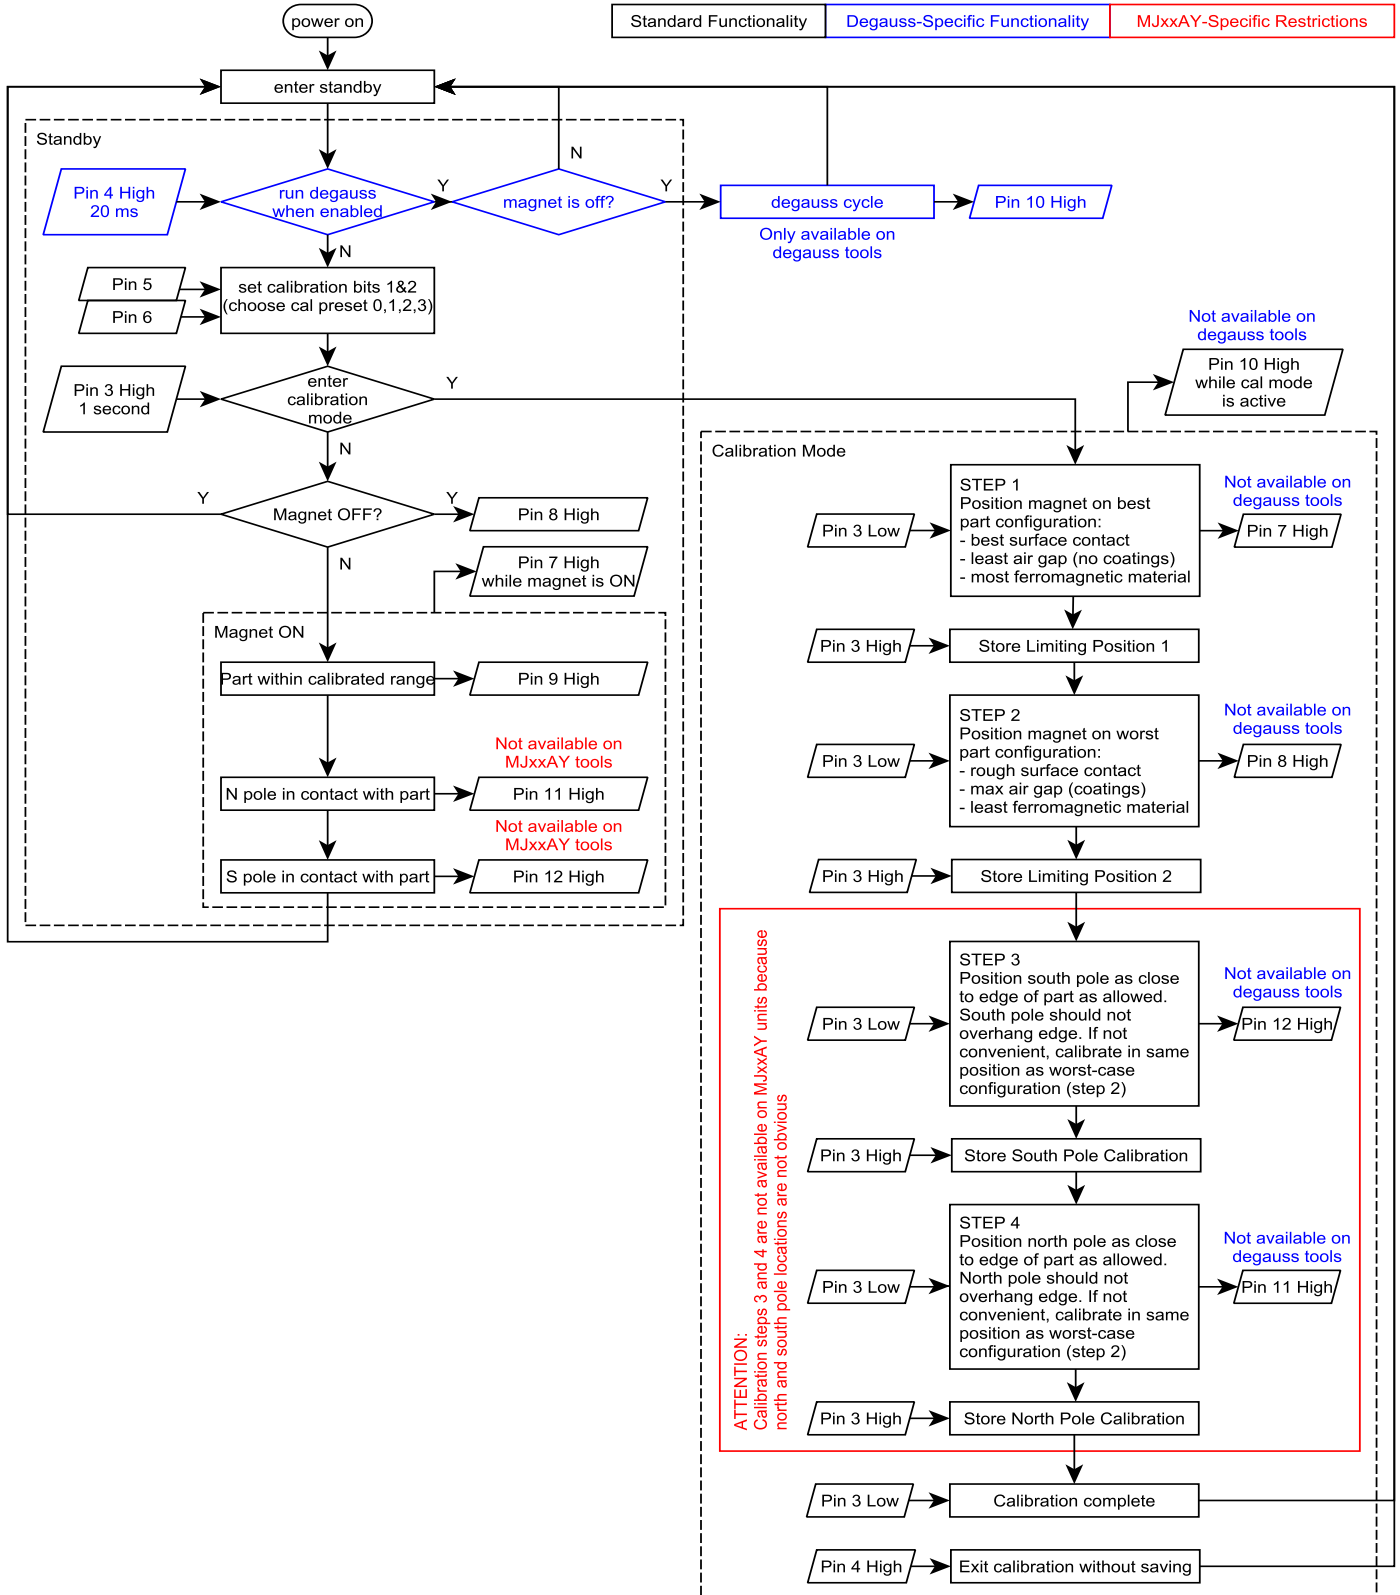 power on
Standard Functionality
Degauss-Specific Functionality
MJxxAY-Specific Restrictions
enter standby
Standby
N
Pin 4 High
20 ms
run degauss
when enabled
Y
magnet is off?
Y
degauss cycle
Pin 10 High
Only available on
degauss tools
N
Pin 5
Pin 6
set calibration bits 1&2
(choose cal preset 0,1,2,3)
Pin 3 High
1 second
enter
calibration
mode
Y
N
Y
Magnet OFF?
Y
Pin 8 High
N
Pin 7 High
while magnet is ON
Magnet ON
Part within calibrated range
Pin 9 High
Not available on
MJxxAY tools
N pole in contact with part
Pin 11 High
Not available on
MJxxAY tools
S pole in contact with part
Pin 12 High
Not available on
degauss tools
Pin 10 High
while cal mode
is active
Calibration Mode
Pin 3 Low
STEP 1
Position magnet on best
part configuration:
- best surface contact
- least air gap (no coatings)
- most ferromagnetic material
Not available on
degauss tools
Pin 7 High
Pin 3 High
Store Limiting Position 1
Pin 3 Low
STEP 2
Position magnet on worst
part configuration:
- rough surface contact
- max air gap (coatings)
- least ferromagnetic material
Not available on
degauss tools
Pin 8 High
Pin 3 High
Store Limiting Position 2
ATTENTION:
Calibration steps 3 and 4 are not available on MJxxAY units because
north and south pole locations are not obvious
Pin 3 Low
STEP 3
Position south pole as close
to edge of part as allowed.
South pole should not
overhang edge. If not
convenient, calibrate in same
position as worst-case
configuration (step 2)
Not available on
degauss tools
Pin 12 High
Pin 3 High
Store South Pole Calibration
Pin 3 Low
STEP 4
Position north pole as close
to edge of part as allowed.
North pole should not
overhang edge. If not
convenient, calibrate in same
position as worst-case
configuration (step 2)
Not available on
degauss tools
Pin 11 High
Pin 3 High
Store North Pole Calibration
Pin 3 Low
Calibration complete
Pin 4 High
Exit calibration without saving